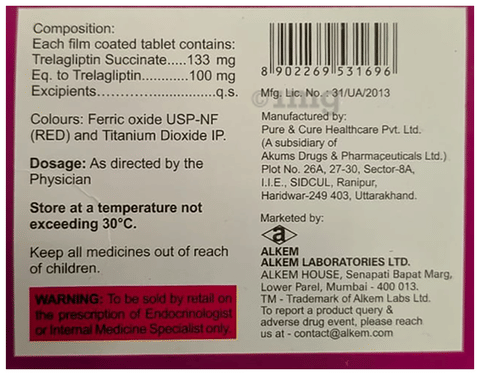 Composition:
Each film coated tablet contains:
Trelagliptin Succinate.....133 mg
Eq. to Trelagliptin............100 mg
Excipients.........................q.s.
Colours: Ferric oxide USP-NF
(RED) and Titanium Dioxide IP.
Dosage: As directed by the
Physician
Store at a temperature not
exceeding 30°C.
Keep all medicines out of reach
of children.
WARNING: To be sold by retail on
the prescription of Endocrinologist
or Internal Medicine Specialist only.
8 902269 531696
Mfg. Lic. No. : 31/UA/2013
©1mg
Manufactured by:
Pure & Cure Healthcare Pvt. Ltd.
(A subsidiary of
Akums Drugs & Pharmaceuticals Ltd.)
Plot No. 26A, 27-30, Sector-8A,
I.I.E., SIDCUL, Ranipur,
Haridwar-249 403, Uttarakhand.
Marketed by:
a
ALKEM
ALKEM LABORATORIES LTD.
ALKEM HOUSE, Senapati Bapat Marg,
Lower Parel, Mumbai - 400 013.
TM - Trademark of Alkem Labs Ltd.
To report a product query &
adverse drug event, please reach
us at - contact@alkem.com